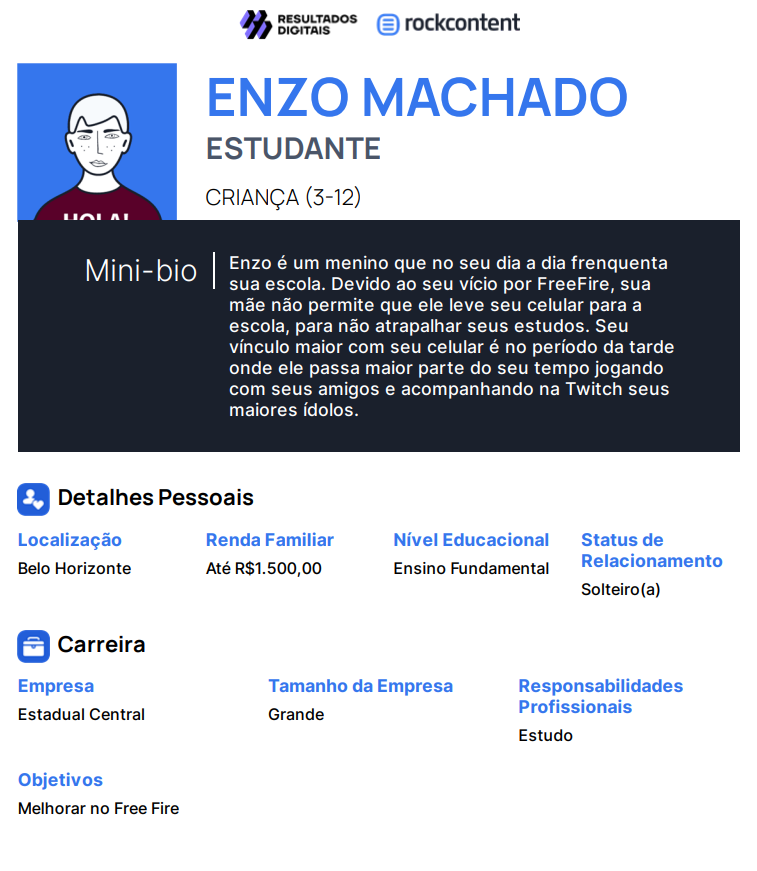 RESULTADOS
DIGITAIS
rockcontent
ENZO MACHADO
ESTUDANTE
CRIANÇA (3-12)
HOLA!
Mini-bio
Enzo é um menino que no seu dia a dia frenquenta
sua escola. Devido ao seu vício por FreeFire, sua
mãe não permite que ele leve seu celular para a
escola, para não atrapalhar seus estudos. Seu
vínculo maior com seu celular é no período da tarde
onde ele passa maior parte do seu tempo jogando
com seus amigos e acompanhando na Twitch seus
maiores ídolos.
Detalhes Pessoais
Localização
Belo Horizonte
Renda Familiar
Até R$1.500,00
Nível Educacional
Ensino Fundamental
Status de
Relacionamento
Solteiro(a)
Carreira
Empresa
Estadual Central
Tamanho da Empresa
Grande
Responsabilidades
Profissionais
Estudo
Objetivos
Melhorar no Free Fire